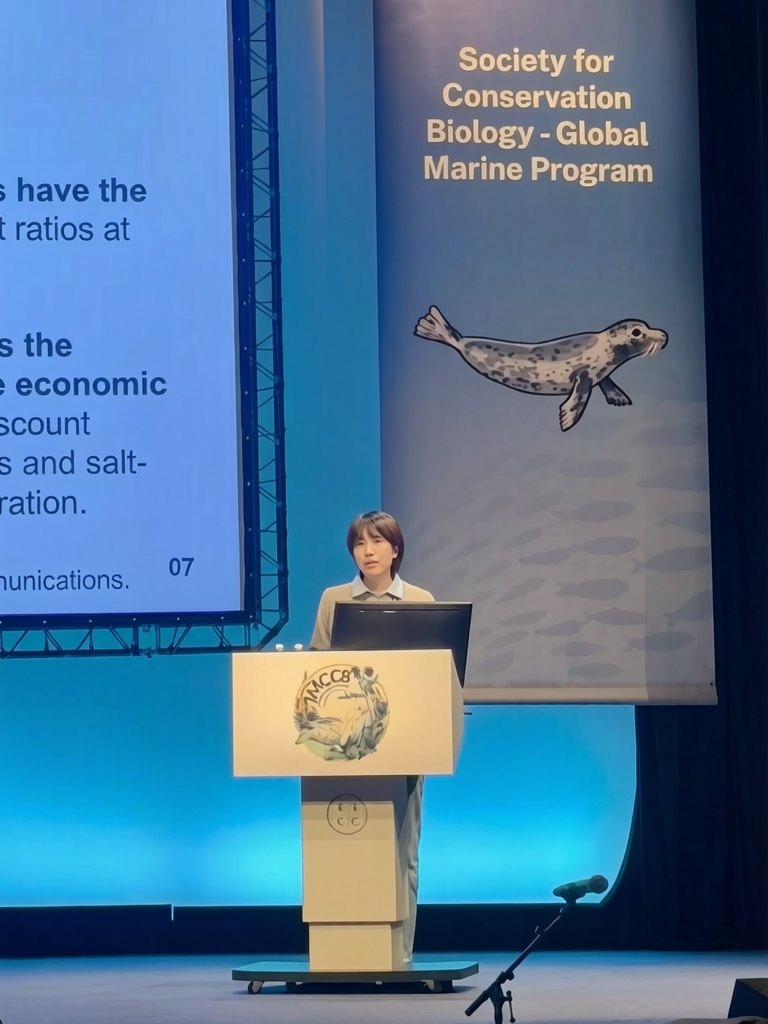 s have the
t ratios at
s the
e economic
scount
s and salt-
ration.
nunications.
07
Society for
Conservation
Biology - Global
Marine Program
IMCC8
E I
C C